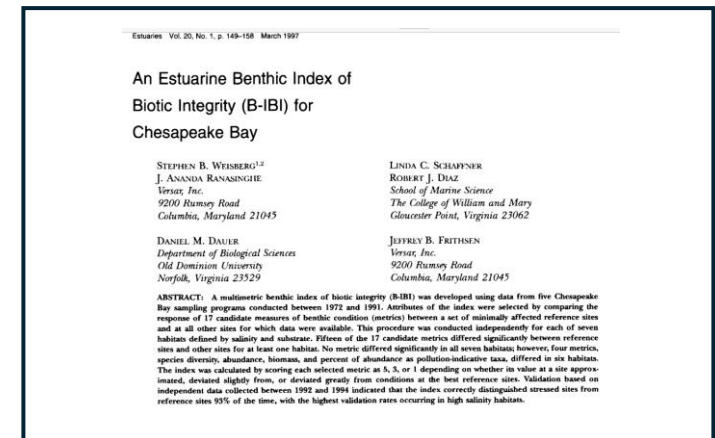 Estuaries Vol. 20, No. 1, p. 149–158 March 1997
An Estuarine Benthic Index of
Biotic Integrity (B-IBI) for
Chesapeake Bay
STEPHEN B. WEISBERG1,2
J. ANANDA RANASINGHE
Versar, Inc.
9200 Rumsey Road
Columbia, Maryland 21045
LINDA C. SCHAFFNER
ROBERT J. DIAZ
School of Marine Science
The College of William and Mary
Gloucester Point, Virginia 23062
DANIEL M. DAUER
Department of Biological Sciences
Old Dominion University
Norfolk, Virginia 23529
JEFFREY B. FRITHSEN
Versar, Inc.
9200 Rumsey Road
Columbia, Maryland 21045
ABSTRACT: A multimetric benthic index of biotic integrity (B-IBI) was developed using data from five Chesapeake
Bay sampling programs conducted between 1972 and 1991. Attributes of the index were selected by comparing the
response of 17 candidate measures of benthic condition (metrics) between a set of minimally affected reference sites
and at all other sites for which data were available. This procedure was conducted independently for each of seven
habitats defined by salinity and substrate. Fifteen of the 17 candidate metrics differed significantly between reference
sites and other sites for at least one habitat. No metric differed significantly in all seven habitats; however, four metrics,
species diversity, abundance, biomass, and percent of abundance as pollution-indicative taxa, differed in six habitats.
The index was calculated by scoring each selected metric as 5, 3, or 1 depending on whether its value at a site approx-
imated, deviated slightly from, or deviated greatly from conditions at the best reference sites. Validation based on
independent data collected between 1992 and 1994 indicated that the index correctly distinguished stressed sites from
reference sites 93% of the time, with the highest validation rates occurring in high salinity habitats.